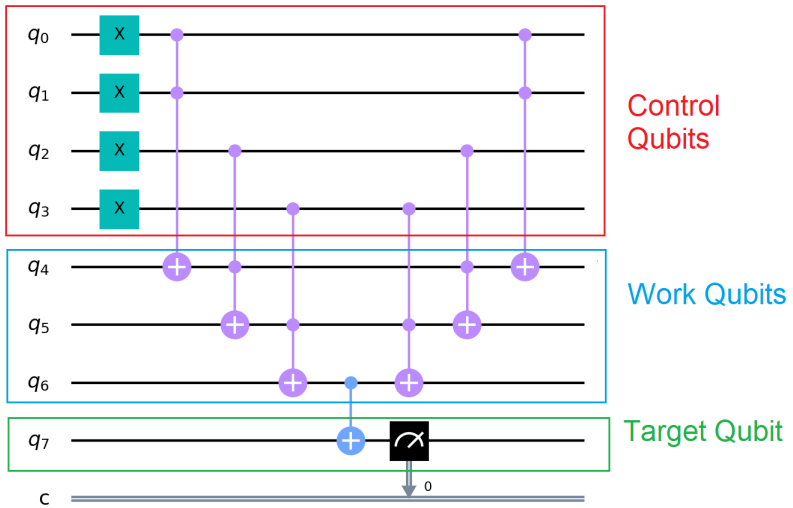 q0 X
q1 X
q2 X
q3 X
Control
Qubits
q4
q5
q6
Work Qubits
q7
Target Qubit
c 0